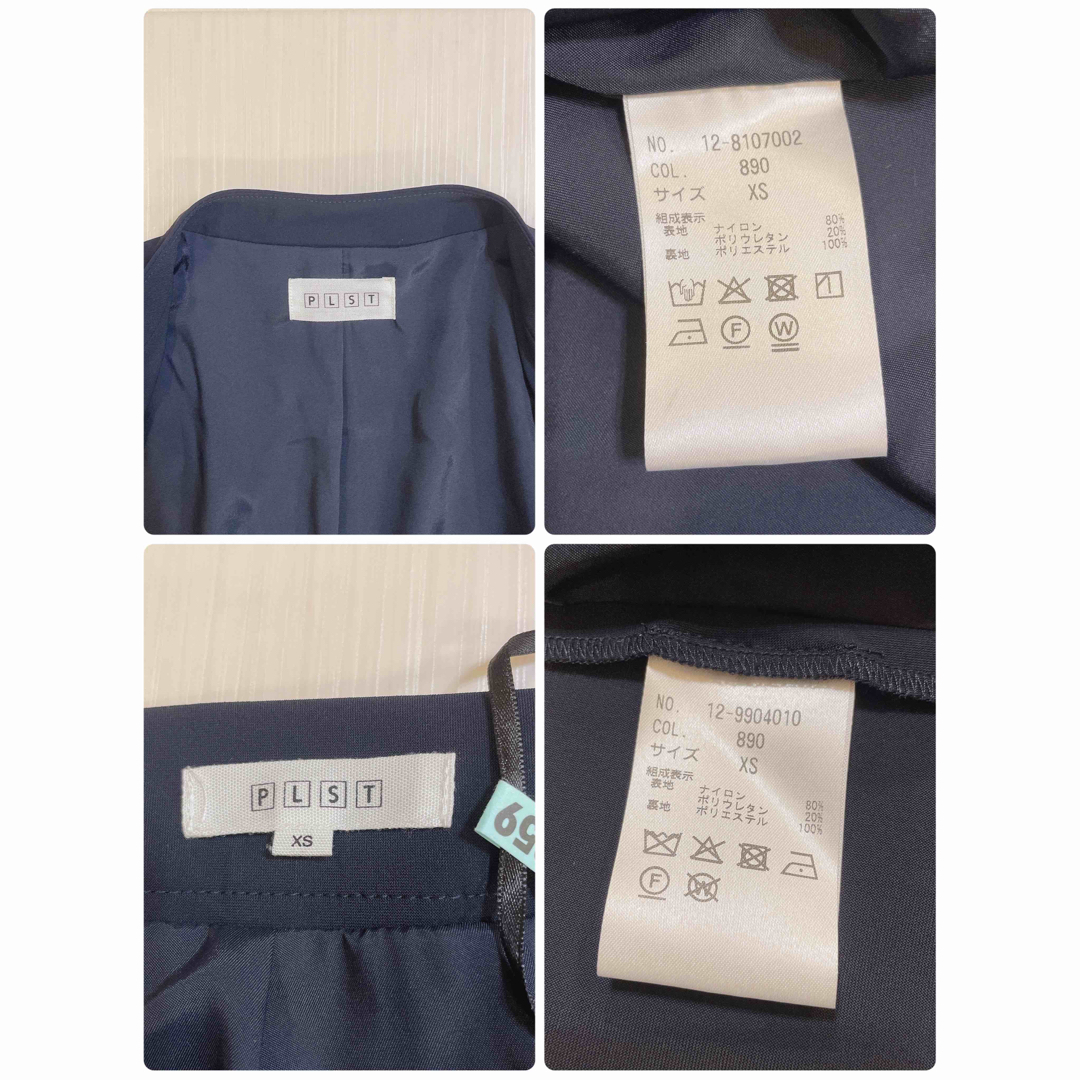 PLST
NO. 12-8107002
COL. 890
サイズ XS
組成表示
表地 ナイロン 80%
ポリウレタン 20%
裏地 ポリエステル 100%
F W
PLST
XS
59
NO. 12-9904010
COL. 890
サイズ XS
組成表示
表地 ナイロン 80%
ポリウレタン 20%
裏地 ポリエステル 100%
F W